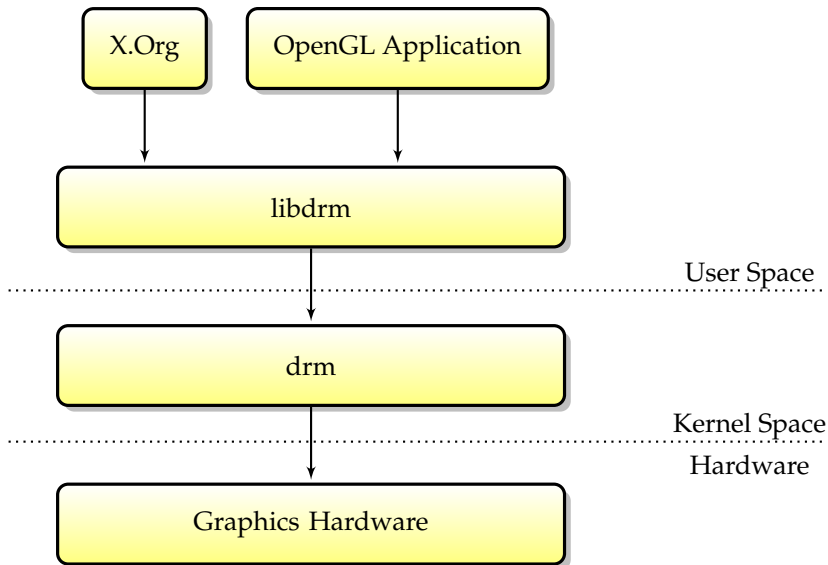 X.Org
OpenGL Application
libdrm
User Space
drm
Kernel Space
Hardware
Graphics Hardware